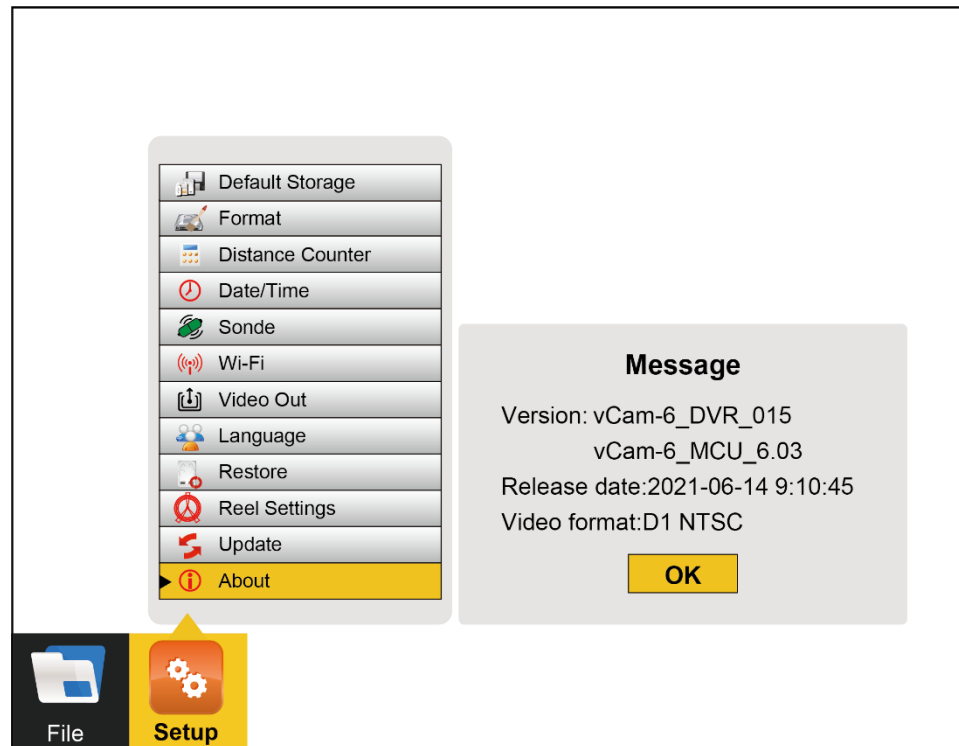 Default Storage
Format
Distance Counter
Date/Time
Sonde
Wi-Fi
Video Out
Language
Restore
Reel Settings
Update
About
Message
Version: vCam-6_DVR_015
vCam-6_MCU_6.03
Release date:2021-06-14 9:10:45
Video format:D1 NTSC
OK
File
Setup